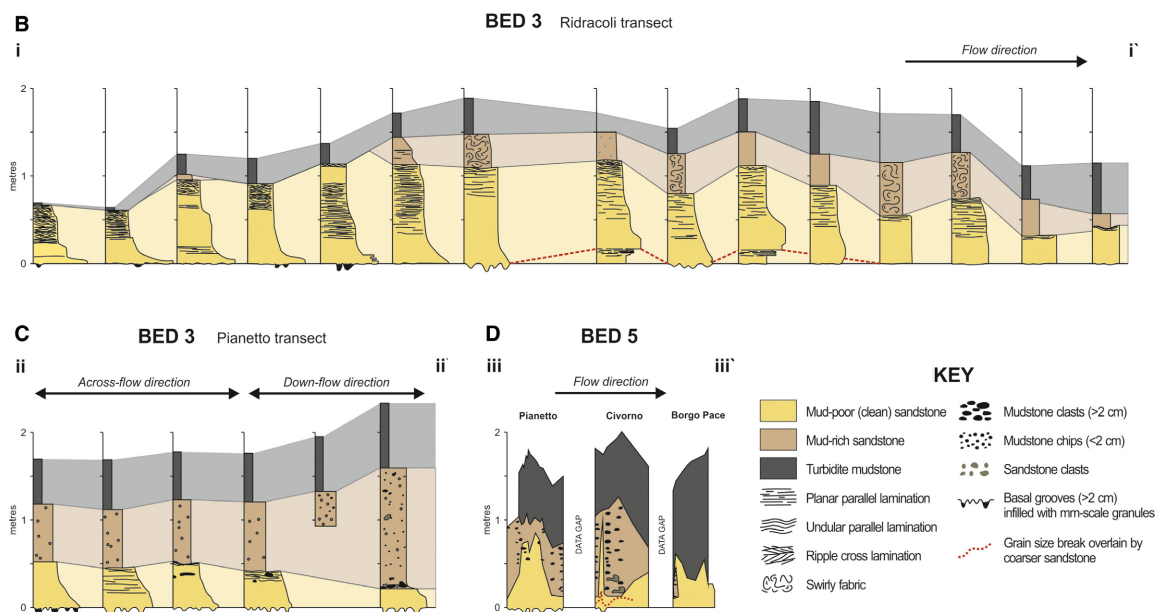 B
BED 3 Ridracoli transect
i
Flow direction
i`
2
1
0
metres
C
BED 3 Pianetto transect
ii
ii`
Across-flow direction
Down-flow direction
2
1
0
metres
D
BED 5
iii
iii`
Flow direction
Pianetto
Civorno
Borgo Pace
2
1
0
metres
DATA GAP
DATA GAP
KEY
Mud-poor (clean) sandstone
Mud-rich sandstone
Turbidite mudstone
Planar parallel lamination
Undular parallel lamination
Ripple cross lamination
Swirly fabric
Mudstone clasts (>2 cm)
Mudstone chips (<2 cm)
Sandstone clasts
Basal grooves (>2 cm)
infilled with mm-scale granules
Grain size break overlain by
coarser sandstone